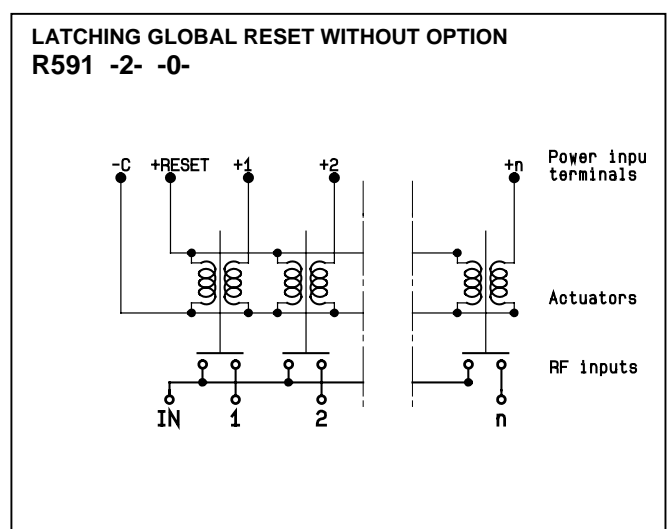 LATCHING GLOBAL RESET WITHOUT OPTION
R591 -2- -0-
-C +RESET +1 +2 +n
Power inpu
terminals
Actuators
RF inputs
IN 1 2 n